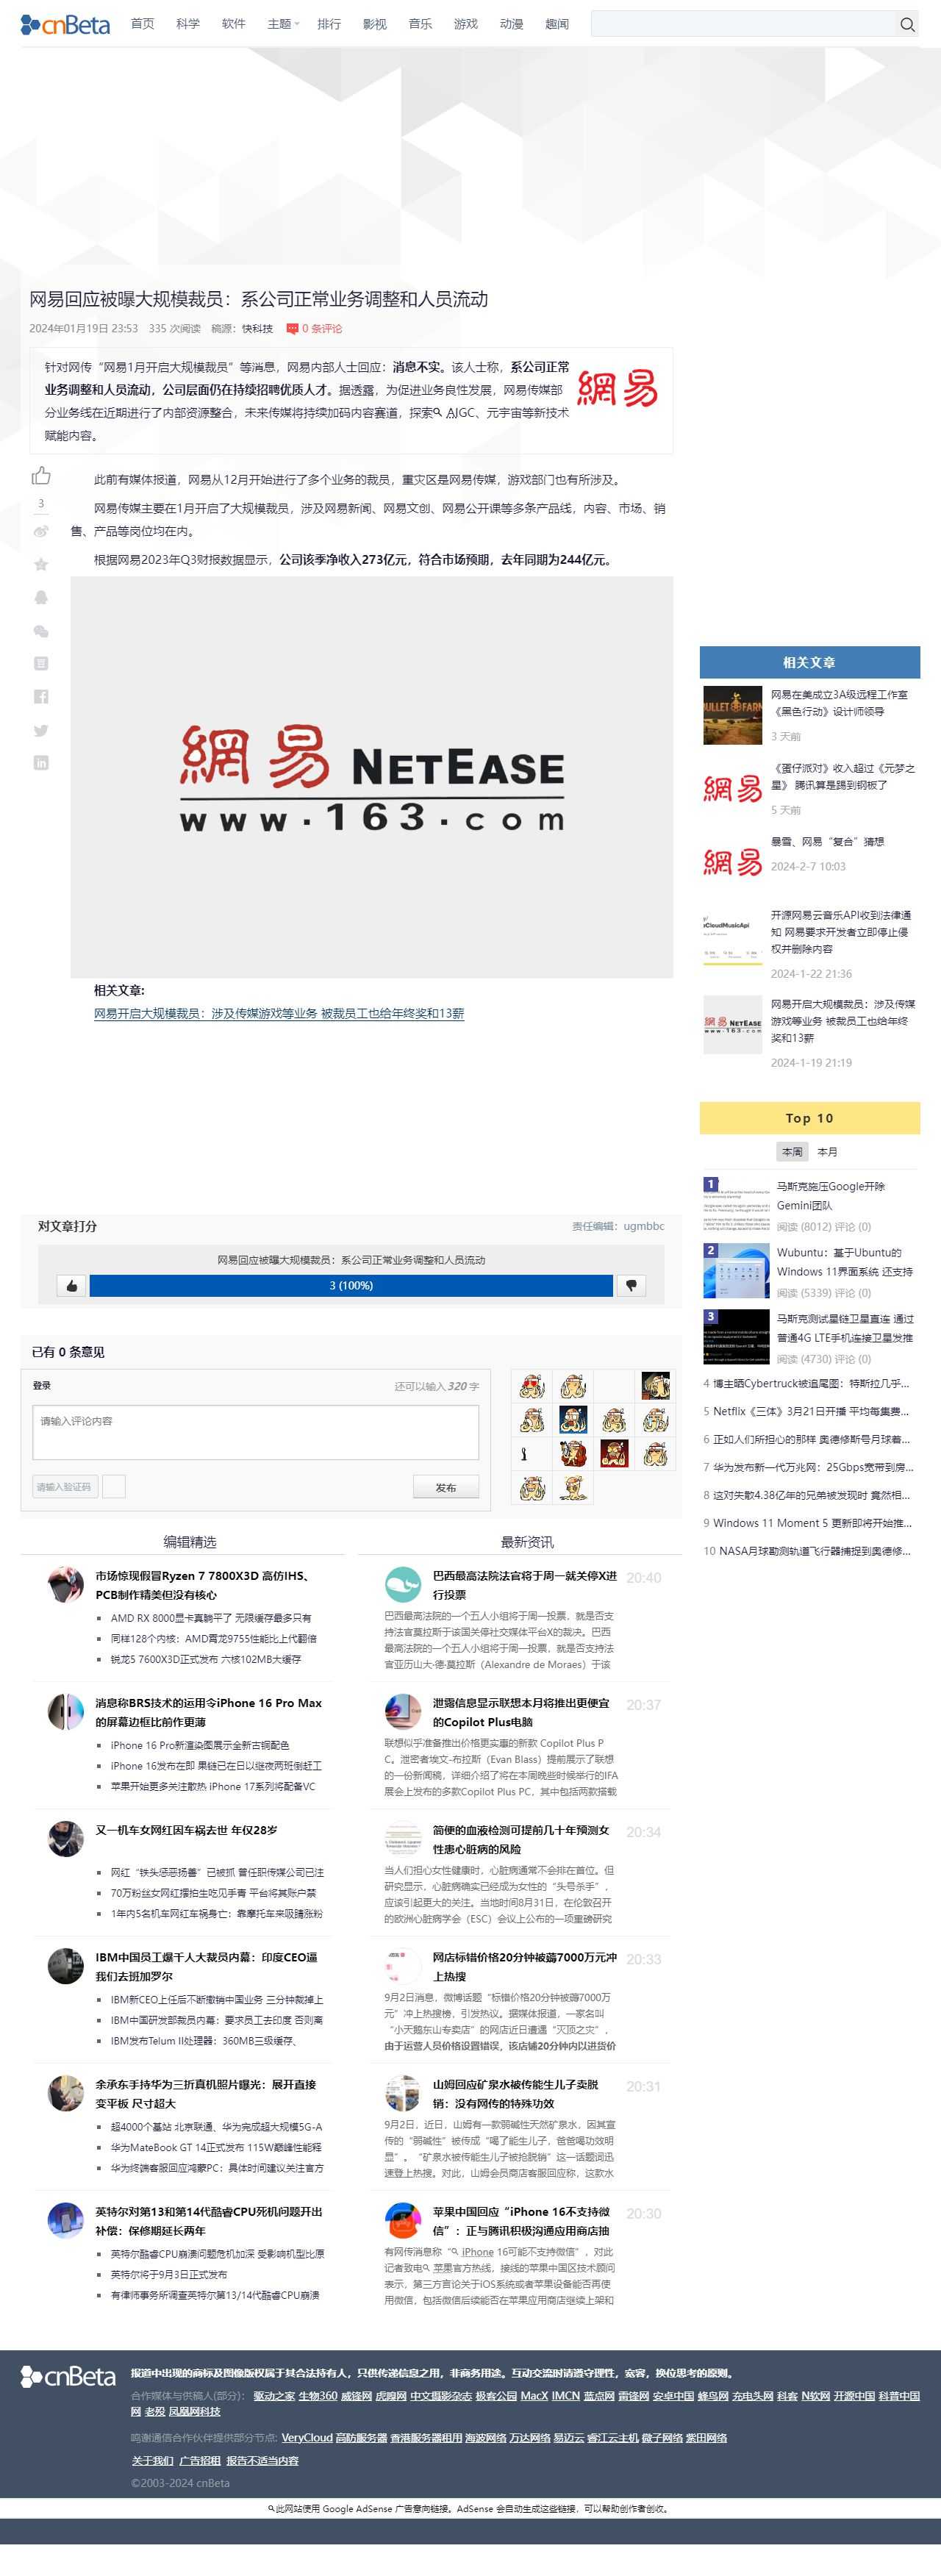 cnBeta 首页 科学 软件 主题 排行 影视 音乐 游戏 动漫 趣闻
网易回应被曝大规模裁员：系公司正常业务调整和人员流动
2024年01月19日 23:53 335 次阅读 稿源：快科技 0 条评论
针对网传“网易1月开启大规模裁员”等消息，网易内部人士回应：消息不实。该人士称，系公司正常
业务调整和人员流动，公司层面仍在持续招聘优质人才。据透露，为促进业务良性发展，网易传媒部
分业务线在近期进行了内部资源整合，未来传媒将持续加码内容赛道，探索AIGC、元宇宙等新技术
赋能内容。
網易
此前有媒体报道，网易从12月开始进行了多个业务的裁员，重灾区是网易传媒，游戏部门也有所涉及。
3
网易传媒主要在1月开启了大规模裁员，涉及网易新闻、网易文创、网易公开课等多条产品线，内容、市场、销
售、产品等岗位均在内。
根据网易2023年Q3财报数据显示，公司该季净收入273亿元，符合市场预期，去年同期为244亿元。
網易 NETEASE
www.163.com
相关文章:
网易开启大规模裁员：涉及传媒游戏等业务 被裁员工也给年终奖和13薪
相关文章
网易在美成立3A级远程工作室
《黑色行动》设计师领导
3 天前
《蛋仔派对》收入超过《元梦之
星》 腾讯算是踢到钢板了
5 天前
網易
暴雪、网易“复合”猜想
2024-2-7 10:03
網易
开源网易云音乐API收到法律通
知 网易要求开发者立即停止侵
权并删除内容
2024-1-22 21:36
CloudMusicApi
网易开启大规模裁员：涉及传媒
游戏等业务 被裁员工也给年终
奖和13薪
2024-1-19 21:19
網易 NETEASE
www.163.com
Top 10
本周 本月
1 马斯克施压Google开除
Gemini团队
阅读 (8012) 评论 (0)
2 Wubuntu：基于Ubuntu的
Windows 11界面系统 还支持
阅读 (5339) 评论 (0)
3 马斯克测试星链卫星直连 通过
普通4G LTE手机连接卫星发推
阅读 (4730) 评论 (0)
4 博主晒Cybertruck被追尾图：特斯拉几乎...
5 Netflix《三体》3月21日开播 平均每集费...
6 正如人们所担心的那样 奥德修斯号月球着...
7 华为发布新一代万兆网：25Gbps宽带到房...
8 这对失散4.38亿年的兄弟被发现时 竟然相...
9 Windows 11 Moment 5 更新即将开始推...
10 NASA月球勘测轨道飞行器捕捉到奥德修...
对文章打分 责任编辑：ugmbbc
网易回应被曝大规模裁员：系公司正常业务调整和人员流动
3 (100%)
已有 0 条意见
登录 还可以输入 320 字
请输入评论内容
请输入验证码 发布
编辑精选
市场惊现假冒Ryzen 7 7800X3D 高仿IHS、
PCB制作精美但没有核心
AMD RX 8000显卡真躺平了 无限缓存最多只有
同样128个内核：AMD霄龙9755性能比上代翻倍
锐龙5 7600X3D正式发布 六核102MB大缓存
消息称BRS技术的运用令iPhone 16 Pro Max
的屏幕边框比前作更薄
iPhone 16 Pro新渲染图展示全新古铜配色
iPhone 16发布在即 果链已在日以继夜两班倒赶工
苹果开始更多关注散热 iPhone 17系列将配备VC
又一机车女网红因车祸去世 年仅28岁
网红“铁头惩恶扬善”已被抓 曾任职传媒公司已注
70万粉丝女网红摆拍生吃见手青 平台将其账户禁
1年内5名机车网红车祸身亡：靠摩托车来吸睛涨粉
IBM中国员工爆千人大裁员内幕：印度CEO逼
我们去班加罗尔
IBM新CEO上任后不断撤销中国业务 三分钟裁掉上
IBM中国研发部裁员内幕：要求员工去印度 否则离
IBM发布Telum II处理器：360MB三级缓存、
余承东手持华为三折真机照片曝光：展开直接
变平板 尺寸超大
超4000个基站 北京联通、华为完成超大规模5G-A
华为MateBook GT 14正式发布 115W巅峰性能释
华为终端客服回应鸿蒙PC：具体时间建议关注官方
英特尔对第13和第14代酷睿CPU死机问题开出
补偿：保修期延长两年
英特尔酷睿CPU崩溃问题危机加深 受影响机型比原
英特尔将于9月3日正式发布
有律师事务所调查英特尔第13/14代酷睿CPU崩溃
最新资讯
巴西最高法院法官将于周一就关停X进
行投票
20:40
巴西最高法院的一个五人小组将于周一投票，就是否支
持法官莫拉斯于该国关停社交媒体平台X的裁决。巴西
最高法院的一个五人小组将于周一投票，就是否支持法
官亚历山大-德·莫拉斯（Alexandre de Moraes）于该
泄露信息显示联想本月将推出更便宜
的Copilot Plus电脑
20:37
联想似乎准备推出价格更实惠的新款 Copilot Plus P
C。泄密者埃文-布拉斯（Evan Blass）提前展示了联想
的一份新闻稿，详细介绍了将在本周晚些时候举行的IFA
展会上发布的多款Copilot Plus PC，其中包括两款搭载
简便的血液检测可提前几十年预测女
性患心脏病的风险
20:34
当人们担心女性健康时，心脏病通常不会排在首位。但
研究显示，心脏病确实已经成为女性的“头号杀手”，
应该引起更大的关注。当地时间8月31日，在伦敦召开
的欧洲心脏病学会（ESC）会议上公布的一项重磅研究
网店标错价格20分钟被薅7000万元冲
上热搜
20:33
9月2日消息，微博话题“标错价格20分钟被薅7000万
元”冲上热搜榜，引发热议。据媒体报道，一家名叫
“小天鹅东山专卖店”的网店近日遭遇“灭顶之灾”，
由于运营人员价格设置错误，该店铺20分钟内以进货价
山姆回应矿泉水被传能生儿子卖脱
销：没有网传的特殊功效
20:31
9月2日，近日，山姆有一款弱碱性天然矿泉水，因其宣
传的“弱碱性”被传成“喝了能生儿子，爸爸喝功效明
显”。“矿泉水被传能生儿子被抢脱销”这一话题词迅
速登上热搜。对此，山姆会员商店客服回应称，这款水
苹果中国回应“iPhone 16不支持微
信”：正与腾讯积极沟通应用商店抽
20:30
有网传消息称“iPhone 16可能不支持微信”，对此
记者致电苹果官方热线，接线的苹果中国区技术顾问
表示，第三方言论关于iOS系统或者苹果设备能否再使
用微信，包括微信后续能否在苹果应用商店继续上架和
cnBeta 报道中出现的商标及图像版权属于其合法持有人，只供传递信息之用，非商务用途。互动交流时请遵守理性，宽容，换位思考的原则。
合作媒体与供稿人(部分)： 驱动之家 生物360 威锋网 虎嗅网 中文摄影杂志 极客公园 MacX IMCN 蓝点网 雷锋网 安卓中国 蜂鸟网 充电头网 科客 N软网 开源中国 科普中国
网 老殁 凤凰网科技
鸣谢通信合作伙伴提供部分节点: VeryCloud 高防服务器 香港服务器租用 海波网络 万达网络 易迈云 睿江云主机 微子网络 紫田网络
关于我们 广告招租 报告不适当内容
©2003-2024 cnBeta
此网站使用 Google AdSense 广告意向链接。AdSense 会自动生成这些链接，可以帮助创作者创收。